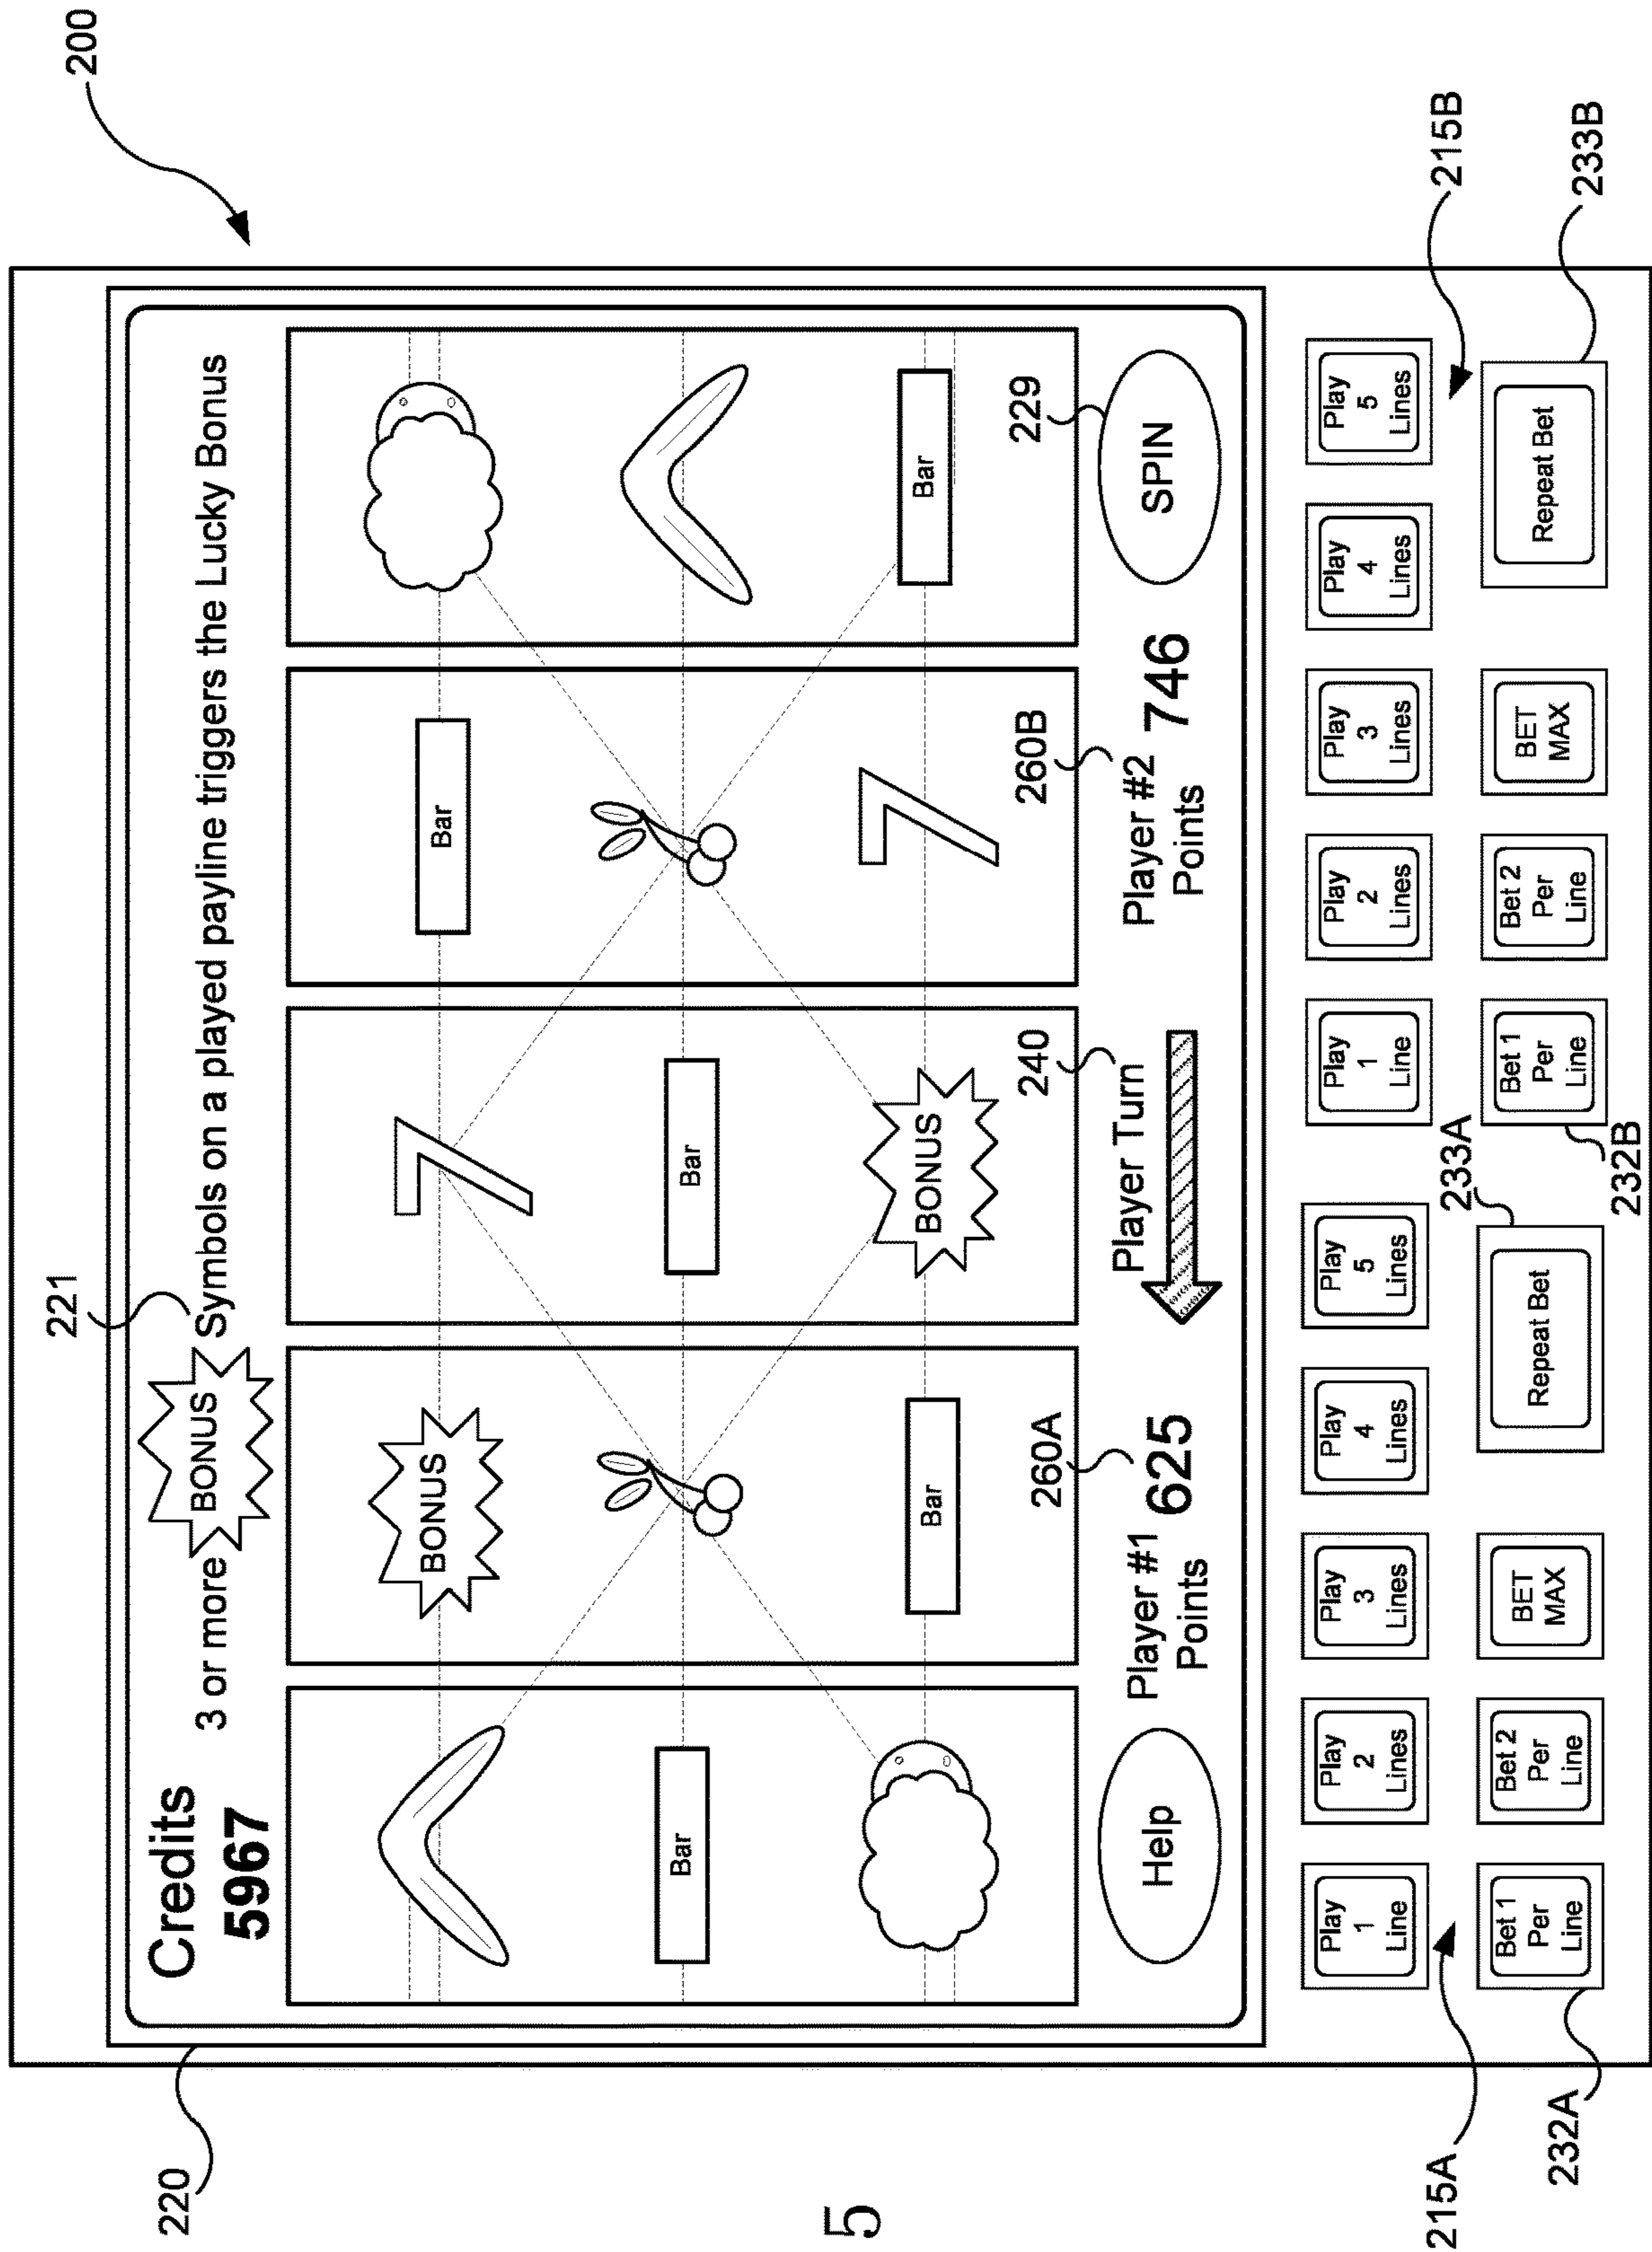 200
221
220
Credits
5967
3 or more BONUS Symbols on a played payline triggers the Lucky Bonus
BONUS
Bar
Bar
Bar
Bar
Bar
BONUS
Bar
Help
Player #1
Points
625
260A
Player Turn
240
Player #2
Points
746
260B
SPIN
229
Play
1
Line
Play
2
Lines
Play
3
Lines
Play
4
Lines
Play
5
Lines
Play
1
Line
Play
2
Lines
Play
3
Lines
Play
4
Lines
Play
5
Lines
215A
233A
215B
Bet 1
Per
Line
Bet 2
Per
Line
BET
MAX
Repeat Bet
Bet 1
Per
Line
Bet 2
Per
Line
BET
MAX
Repeat Bet
232A
232B
233B
7
7
5